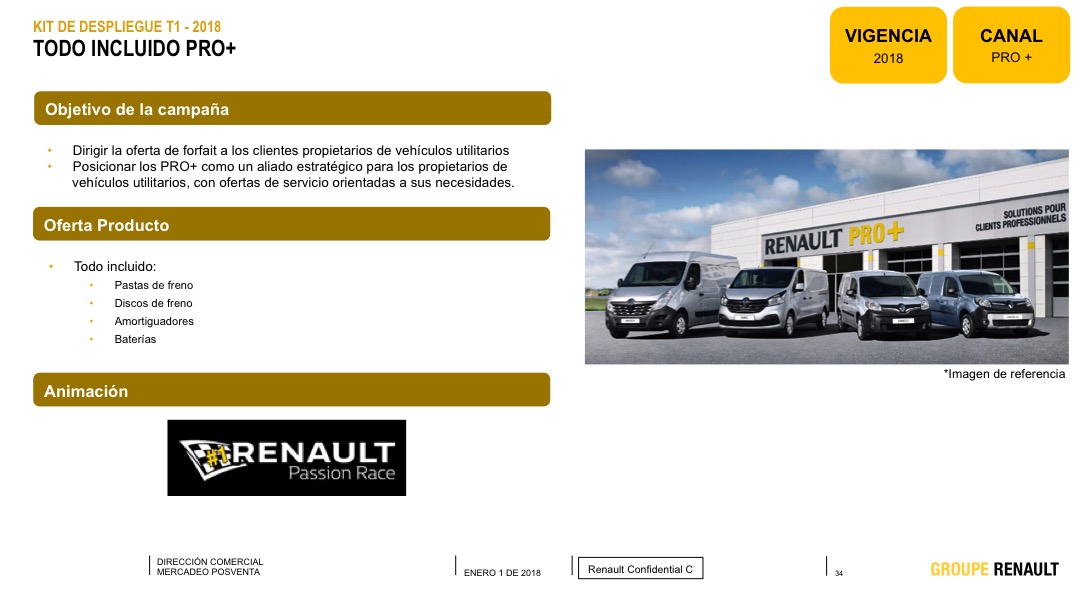 KIT DE DESPLIEGUE T1 - 2018
TODO INCLUIDO PRO+
VIGENCIA
2018
CANAL
PRO +
Objetivo de la campaña
• Dirigir la oferta de forfait a los clientes propietarios de vehículos utilitarios
• Posicionar los PRO+ como un aliado estratégico para los propietarios de
vehículos utilitarios, con ofertas de servicio orientadas a sus necesidades.
Oferta Producto
• Todo incluido:
• Pastas de freno
• Discos de freno
• Amortiguadores
• Baterías
SOLUTIONS POUR
CLIENTS PROFESSIONNELS
RENAULT PRO+
*Imagen de referencia
Animación
#1 RENAULT
Passion Race
DIRECCIÓN COMERCIAL
MERCADEO POSVENTA
ENERO 1 DE 2018
Renault Confidential C
34
GROUPE RENAULT